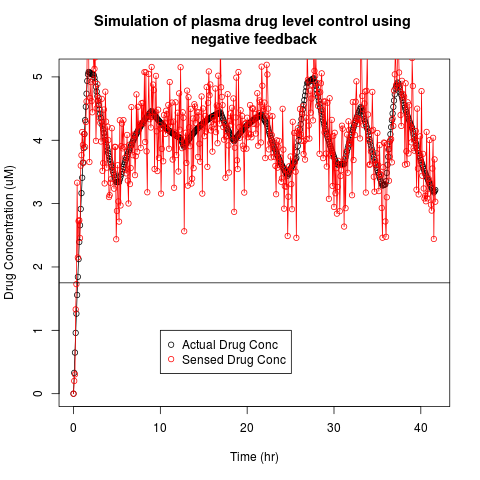 Simulation of plasma drug level control using
negative feedback
Drug Concentration (uM)
5
4
3
2
1
0
Actual Drug Conc
Sensed Drug Conc
0 10 20 30 40
Time (hr)